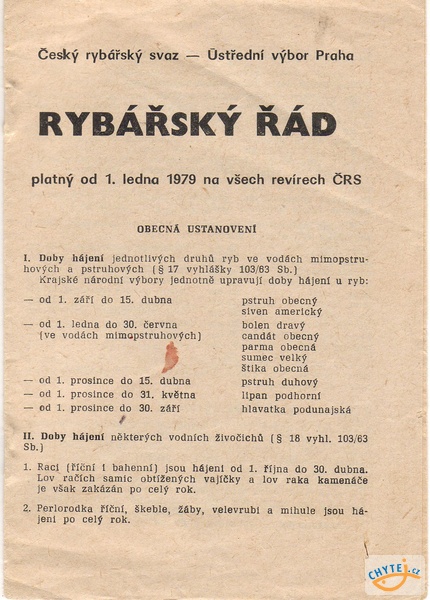 Český rybářský svaz — Ústřední výbor Praha
RYBÁŘSKÝ ŘÁD
platný od 1. ledna 1979 na všech revírech ČRS
OBECNÁ USTANOVENÍ
I. Doby hájení jednotlivých druhů ryb ve vodách mimopstru-
hových a pstruhových (§ 17 vyhlášky 103/63 Sb.)
Krajské národní výbory jednotně upravují doby hájení u ryb:
— od 1. září do 15. dubna pstruh obecný
siven americký
— od 1. ledna do 30. června bolen dravý
(ve vodách mimopstruhových) candát obecný
parma obecná
sumec velký
štika obecná
— od 1. prosince do 15. dubna pstruh duhový
— od 1. prosince do 31. května lipan podhorní
— od 1. prosince do 30. září hlavatka podunajská
II. Doby hájení některých vodních živočichů (§ 18 vyhl. 103/63
Sb.)
1. Raci (říční i bahenní) jsou hájeni od 1. října do 30. dubna.
Lov račích samic obtížených vajíčky a lov raka kamenáče
je však zakázán po celý rok.
2. Perlorodka říční, škeble, žáby, velevrubi a mihule jsou há-
jeni po celý rok.
CHYTEJ.cz